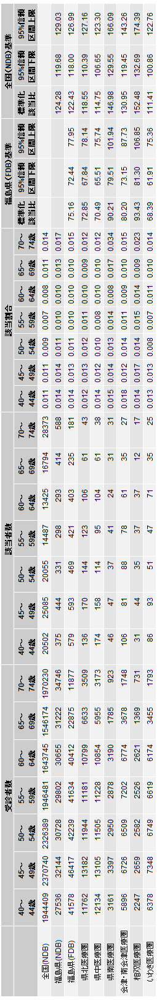 受診者数 該当者数 該当割合 福島県(FDB)基準 全国(NDB)基準
40～ 45～ 50～ 55～ 60～ 65～ 70～ 40～ 45～ 50～ 55～ 60～ 65～ 70～ 40～ 45～ 50～ 55～ 60～ 65～ 70～ 標準化 95%信頼 95%信頼 標準化 95%信頼 95%信頼
44歳 49歳 54歳 59歳 64歳 69歳 74歳 44歳 49歳 54歳 59歳 64歳 69歳 74歳 44歳 49歳 54歳 59歳 64歳 69歳 74歳 該当比 区間下限 区間上限 該当比 区間下限 区間上限
全国(NDB) 1944409 2370740 2326389 1946481 1643745 1546174 1970230 20502 25085 20055 14487 13425 16794 28373 0.011 0.011 0.009 0.007 0.008 0.011 0.014
福島県(NDB) 27536 32144 30728 29802 30655 31222 34746 375 444 331 298 293 414 588 0.014 0.014 0.011 0.010 0.010 0.013 0.017 124.28 119.68 129.03
福島県(FDB) 41578 46417 42239 41634 40412 22875 11877 579 593 469 421 403 235 181 0.014 0.013 0.011 0.010 0.010 0.010 0.015 75.16 72.44 77.95 122.43 118.00 126.99
県北医療圏 11762 13182 11944 11181 10799 6633 3509 136 170 144 123 106 61 43 0.012 0.013 0.012 0.011 0.010 0.009 0.012 72.85 67.84 78.14 118.55 110.39 127.16
県中医療圏 12134 13105 11505 11228 10854 5955 3173 174 158 114 95 104 61 38 0.014 0.012 0.010 0.008 0.010 0.010 0.012 70.49 65.51 75.74 114.75 106.65 123.30
県南医療圏 3161 3397 2950 2878 3190 1785 923 46 47 37 41 24 31 31 0.015 0.014 0.013 0.014 0.008 0.017 0.034 90.21 79.51 101.94 146.98 129.55 166.09
会津・南会津医療圏 5896 6726 6509 7202 6774 3678 1748 106 81 88 78 61 35 27 0.018 0.012 0.014 0.011 0.009 0.010 0.015 80.20 73.15 87.73 130.95 119.45 143.26
相双医療圏 2247 2659 2582 2526 2621 1369 731 31 44 35 37 37 12 17 0.014 0.017 0.014 0.015 0.014 0.009 0.023 93.43 81.30 106.85 152.48 132.69 174.39
いわき医療圏 6378 7348 6749 6619 6174 3455 1793 86 93 51 47 71 35 25 0.013 0.013 0.008 0.007 0.011 0.010 0.014 68.39 61.91 75.36 111.41 100.86 122.76